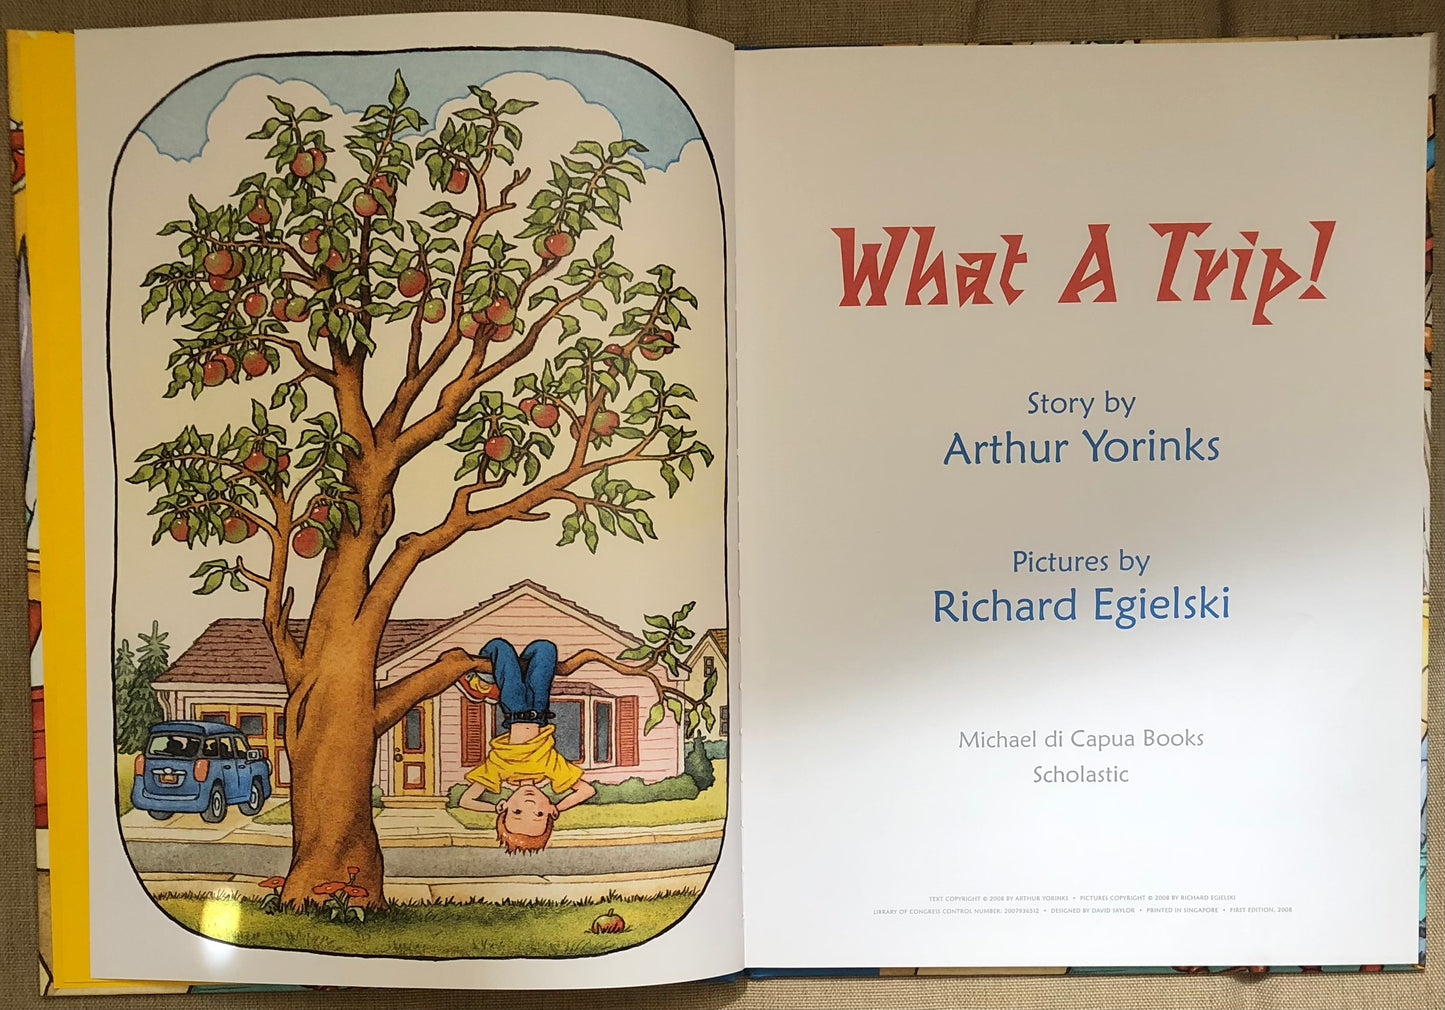 What A Trip!
Story by
Arthur Yorinks
Pictures by
Richard Egielski
Michael di Capua Books
Scholastic
TEXT COPYRIGHT © 2008 BY ARTHUR YORINKS • PICTURES COPYRIGHT © 2008 BY RICHARD EGIELSKI
LIBRARY OF CONGRESS CONTROL NUMBER: 2007936512 • DESIGNED BY DAVID SAYLOR • PRINTED IN SINGAPORE • FIRST EDITION, 2008